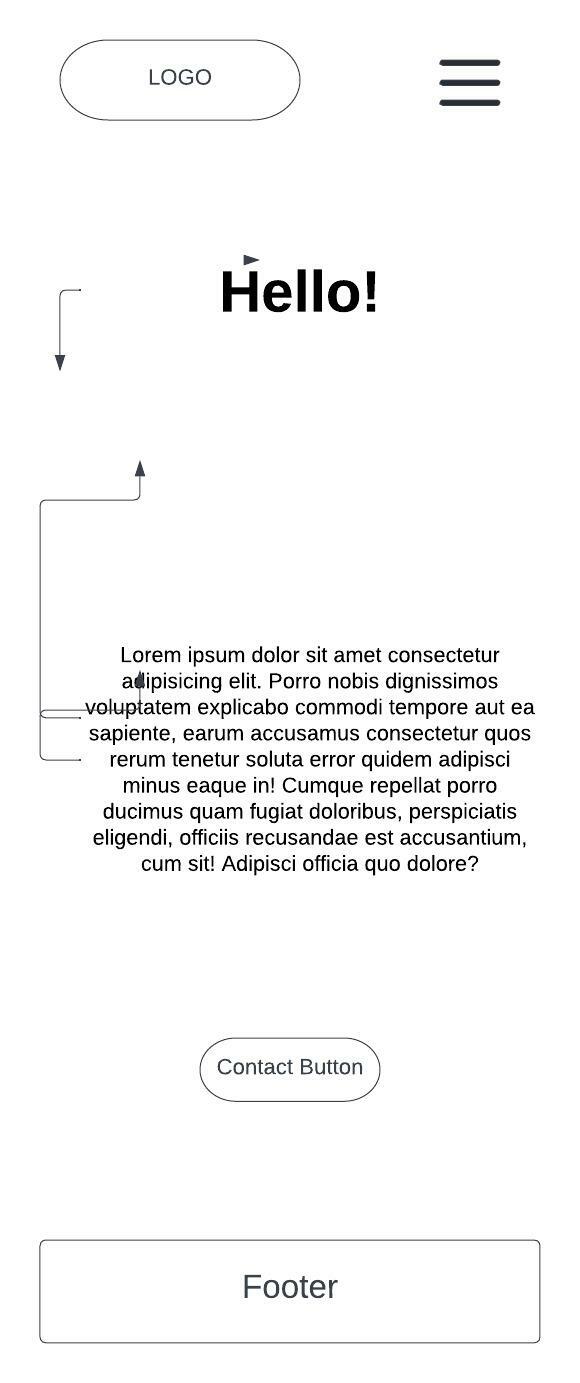 LOGO
Hello!
Lorem ipsum dolor sit amet consectetur
adipisicing elit. Porro nobis dignissimos
voluptatem explicabo commodi tempore aut ea
sapiente, earum accusamus consectetur quos
rerum tenetur soluta error quidem adipisci
minus eaque in! Cumque repellat porro
ducimus quam fugiat doloribus, perspiciatis
eligendi, officiis recusandae est accusantium,
cum sit! Adipisci officia quo dolore?
Contact Button
Footer